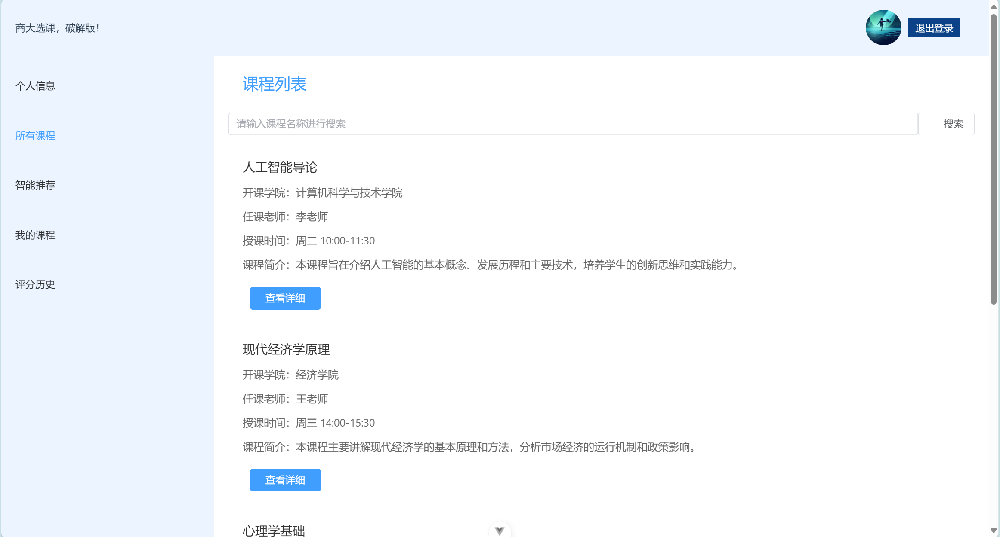 商大选课，破解版！
退出登录
个人信息
所有课程
智能推荐
我的课程
评分历史
课程列表
请输入课程名称进行搜索
搜索
人工智能导论
开课学院：计算机科学与技术学院
任课老师：李老师
授课时间：周二 10:00-11:30
课程简介：本课程旨在介绍人工智能的基本概念、发展历程和主要技术，培养学生的创新思维和实践能力。
查看详细
现代经济学原理
开课学院：经济学院
任课老师：王老师
授课时间：周三 14:00-15:30
课程简介：本课程主要讲解现代经济学的基本原理和方法，分析市场经济的运行机制和政策影响。
查看详细
心理学基础